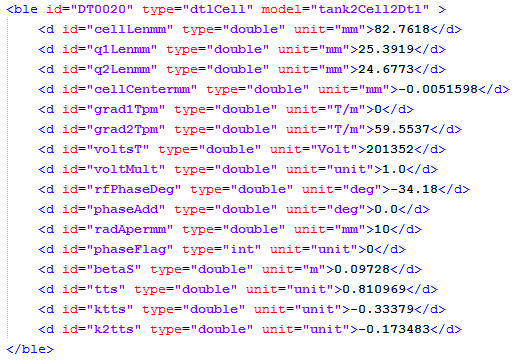 <ble id="DT0020" type="dtlCell" model="tank2Cell2Dtl" >
<d id="cellLenmm" type="double" unit="mm">82.7618</d>
<d id="q1Lenmm" type="double" unit="mm">25.3919</d>
<d id="q2Lenmm" type="double" unit="mm">24.6773</d>
<d id="cellCentermm" type="double" unit="mm">-0.0051598</d>
<d id="grad1Tpm" type="double" unit="T/m">0</d>
<d id="grad2Tpm" type="double" unit="T/m">59.5537</d>
<d id="voltsT" type="double" unit="Volt">201352</d>
<d id="voltMult" type="double" unit="unit">1.0</d>
<d id="rfPhaseDeg" type="double" unit="deg">-34.18</d>
<d id="phaseAdd" type="double" unit="deg">0.0</d>
<d id="radApermm" type="double" unit="mm">10</d>
<d id="phaseFlag" type="int" unit="unit">0</d>
<d id="betaS" type="double" unit="m">0.09728</d>
<d id="tts" type="double" unit="unit">0.810969</d>
<d id="ktts" type="double" unit="unit">-0.33379</d>
<d id="k2tts" type="double" unit="unit">-0.173483</d>
</ble>